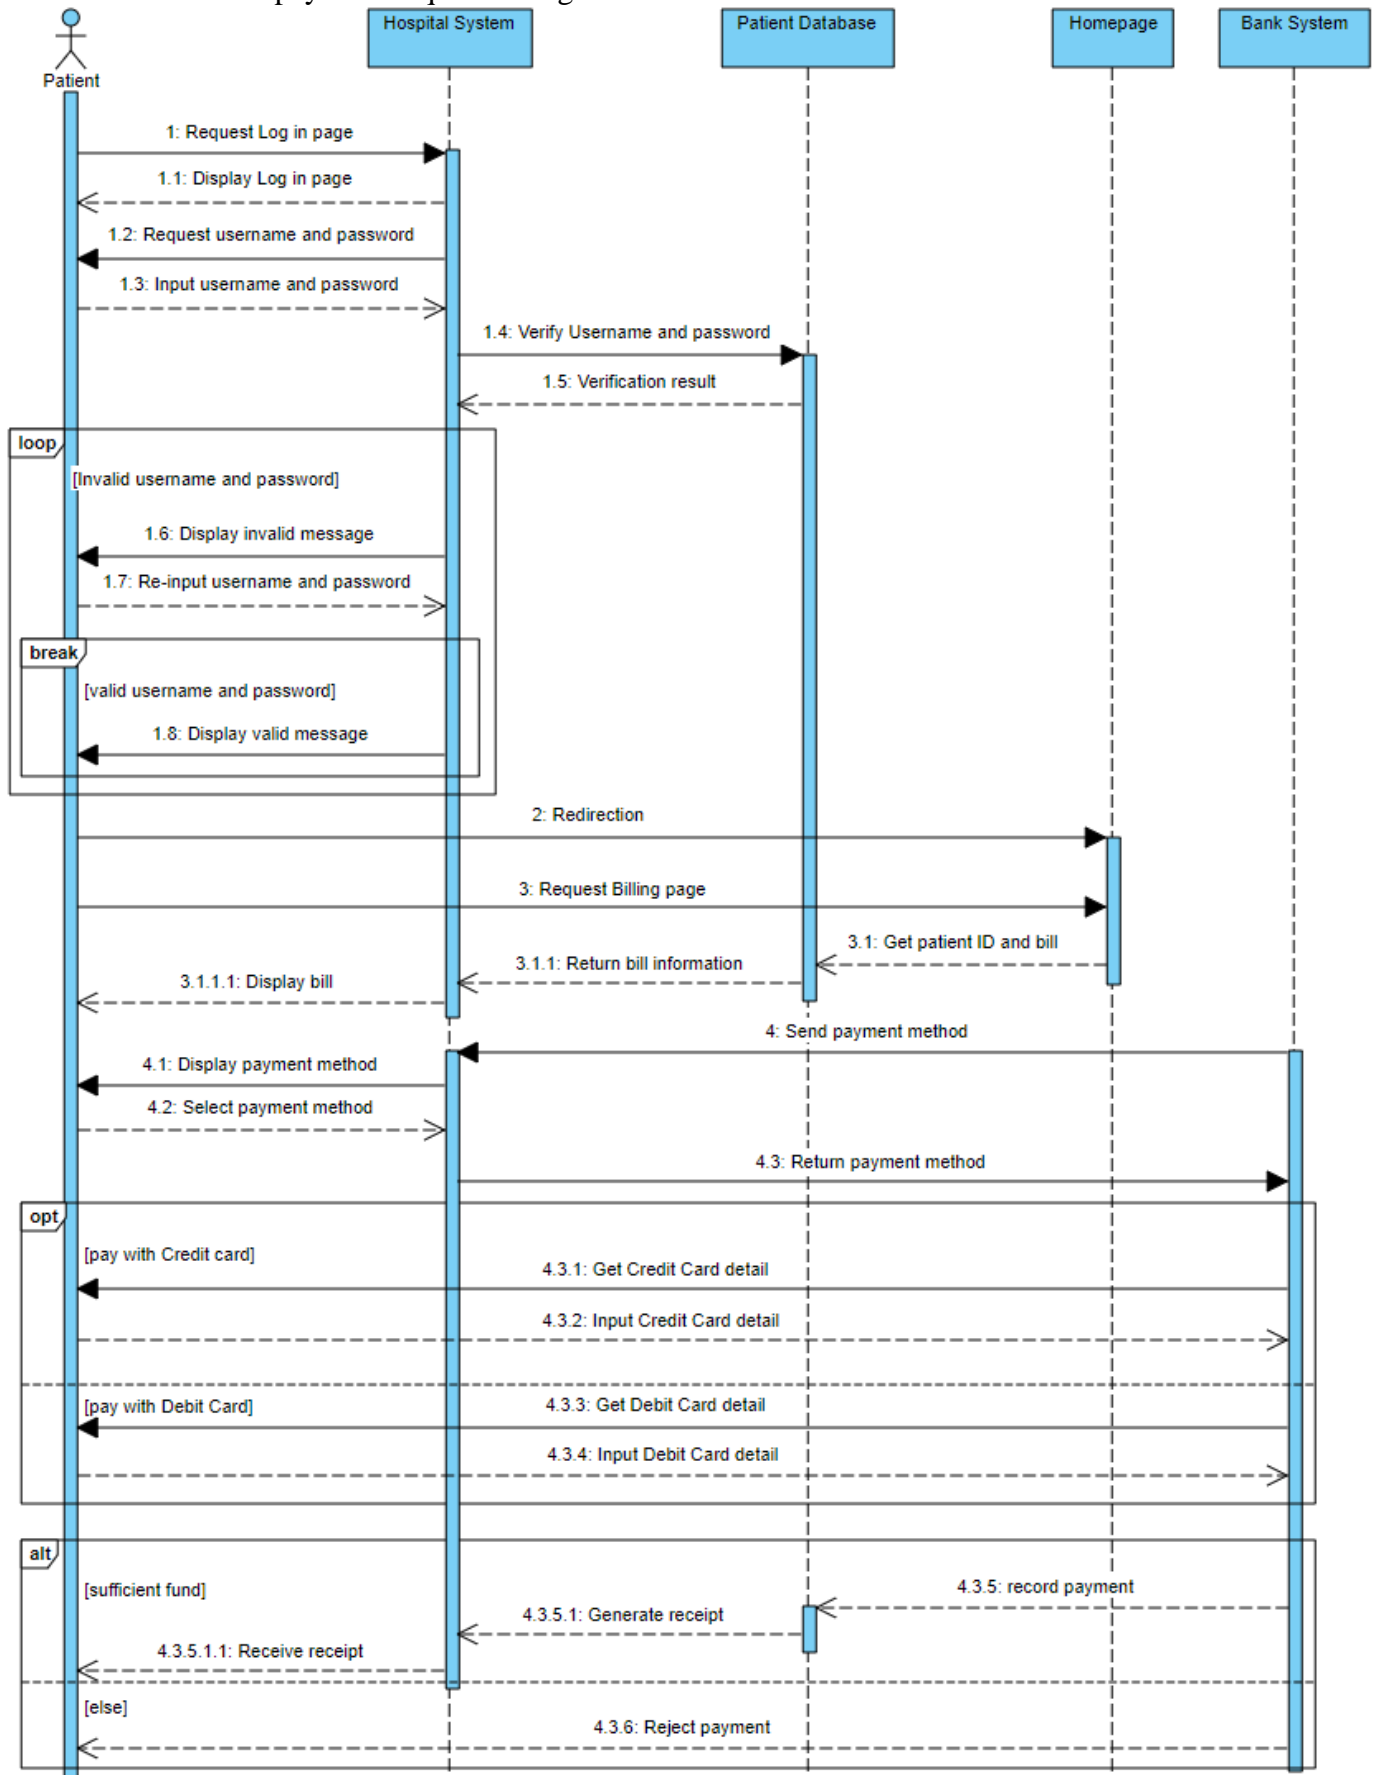 Hospital System
Patient Database
Homepage
Bank System
Patient
1: Request Log in page
1.1: Display Log in page
1.2: Request username and password
1.3: Input username and password
1.4: Verify Username and password
1.5: Verification result
loop
[Invalid username and password]
1.6: Display invalid message
1.7: Re-input username and password
break
[valid username and password]
1.8: Display valid message
2: Redirection
3: Request Billing page
3.1: Get patient ID and bill
3.1.1: Return bill information
3.1.1.1: Display bill
4: Send payment method
4.1: Display payment method
4.2: Select payment method
4.3: Return payment method
opt
[pay with Credit card]
4.3.1: Get Credit Card detail
4.3.2: Input Credit Card detail
[pay with Debit Card]
4.3.3: Get Debit Card detail
4.3.4: Input Debit Card detail
alt
[sufficient fund]
4.3.5: record payment
4.3.5.1: Generate receipt
4.3.5.1.1: Receive receipt
[else]
4.3.6: Reject payment